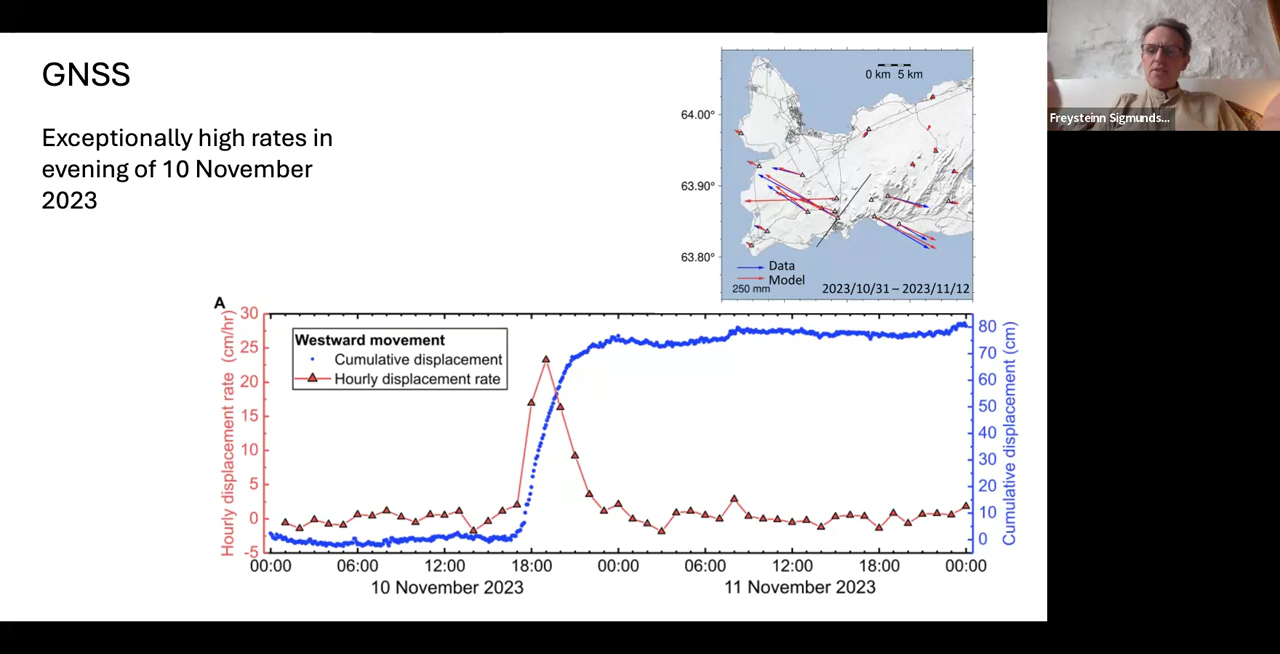 GNSS
Exceptionally high rates in
evening of 10 November
2023
0 km 5 km
64.00°
63.90°
63.80°
Data
Model
250 mm
2023/10/31 – 2023/11/12
Freysteinn Sigmunds...
A
Westward movement
Cumulative displacement
Hourly displacement rate
Hourly displacement rate (cm/hr)
30
25
20
15
10
5
0
-5
80
70
60
50
40
30
20
10
0
Cumulative displacement (cm)
00:00 06:00 12:00 18:00 00:00 06:00 12:00 18:00 00:00
10 November 2023 11 November 2023